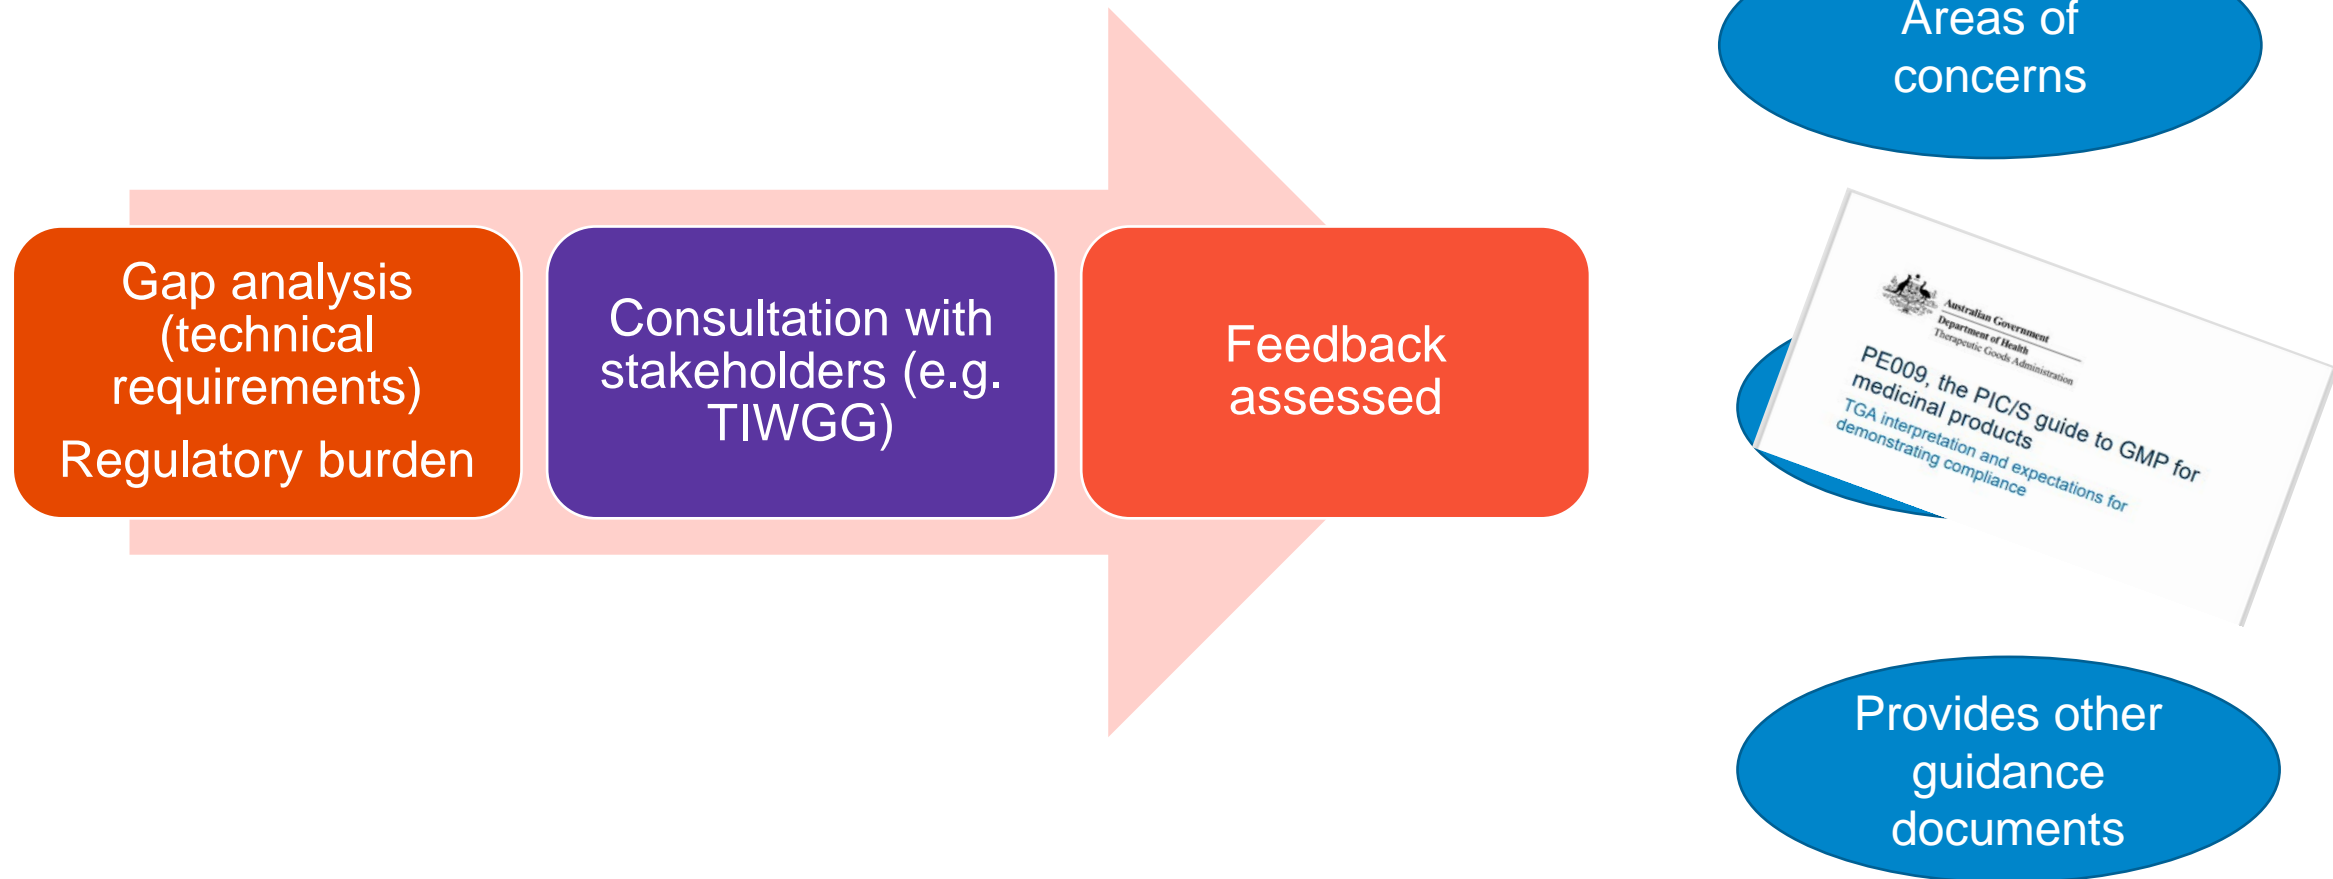 Gap analysis
(technical
requirements)
Regulatory burden
Consultation with
stakeholders (e.g.
TIWGG)
Feedback
assessed
Areas of
concerns
Australian Government
Department of Health
Therapeutic Goods Administration
PE009, the PIC/S guide to GMP for
medicinal products
TGA interpretation and expectations for
demonstrating compliance
Provides other
guidance
documents